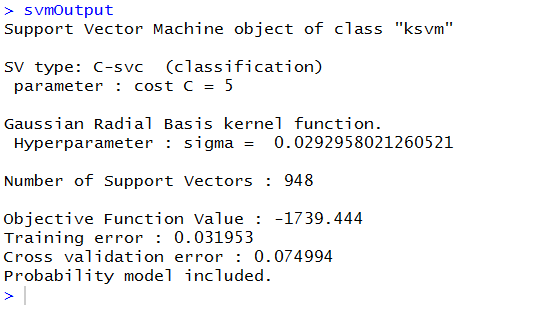 > svmOutput
Support Vector Machine object of class "ksvm"
SV type: C-svc  (classification)
 parameter : cost C = 5
Gaussian Radial Basis kernel function.
 Hyperparameter : sigma =  0.0292958021260521
Number of Support Vectors : 948
Objective Function Value : -1739.444
Training error : 0.031953
Cross validation error : 0.074994
Probability model included.
>